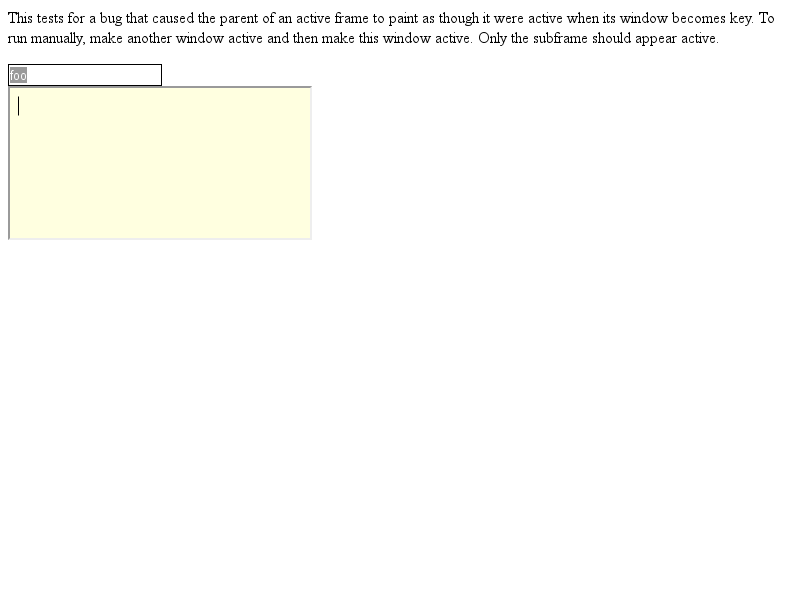 This tests for a bug that caused the parent of an active frame to paint as though it were active when its window becomes key. To
run manually, make another window active and then make this window active. Only the subframe should appear active.
foo